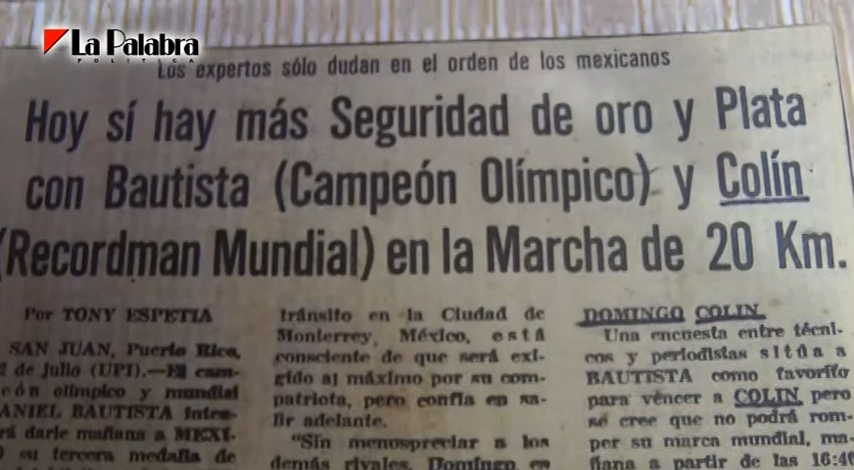 La Palabra
POLÍTICA
Los expertos sólo dudan en el orden de los mexicanos
Hoy sí hay más Seguridad de oro y Plata
con Bautista (Campeón Olímpico) y Colín
(Recordman Mundial) en la Marcha de 20 Km.
Por TONY ESPETIA
SAN JUAN, Puerto Rico,
de Julio (UPI).—El cam-
eón olímpico y mundial
ANIEL BAUTISTA inten-
rá darle mañana a MEXI-
su tercera medalla de
tránsito en la Ciudad de
Monterrey, México, está
consciente de que será exi-
gido al máximo por su com-
patriota, pero confía en sa-
lir adelante.
"Sin menospreciar a los
demás rivales, Domingo es
DOMINGO COLIN
Una encuesta entre técni-
cos y periodistas sitúa a
BAUTISTA como favorito
para vencer a COLIN pero
se cree que no podrá rom-
per su marca mundial, ma-
ñana a partir de las 16:40